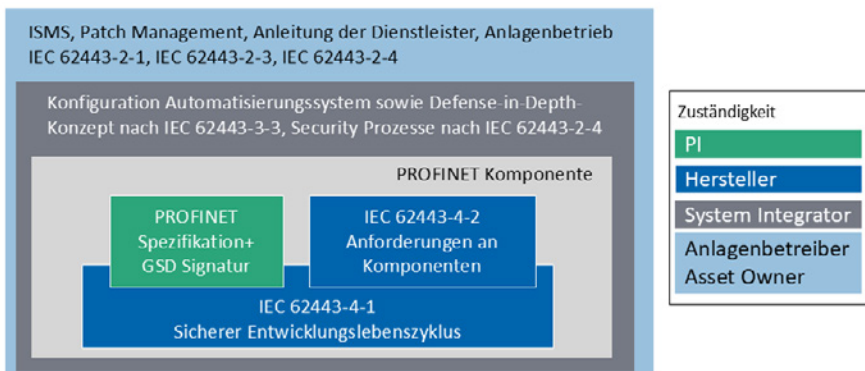 ISMS, Patch Management, Anleitung der Dienstleister, Anlagenbetrieb
IEC 62443-2-1, IEC 62443-2-3, IEC 62443-2-4
Konfiguration Automatisierungssystem sowie Defense-in-Depth-
Konzept nach IEC 62443-3-3, Security Prozesse nach IEC 62443-2-4
PROFINET Komponente
PROFINET
Spezifikation+
GSD Signatur
IEC 62443-4-2
Anforderungen an
Komponenten
IEC 62443-4-1
Sicherer Entwicklungslebenszyklus
Zuständigkeit
PI
Hersteller
System Integrator
Anlagenbetreiber
Asset Owner